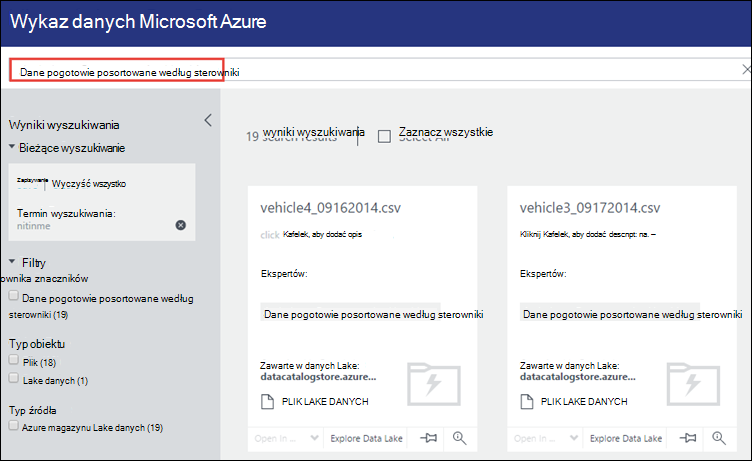 Wykaz danych Microsoft Azure
Dane pogotowie posortowane według sterowniki
Wyniki wyszukiwania
Bieżące wyszukiwanie
Zapisywanie Wyczyść wszystko
Termin wyszukiwania:
nitinme
Filtry
ownika znaczników
Dane pogotowie posortowane według
sterowniki (19)
Typ obiektu
Plik (18)
Lake danych (1)
Typ źródła
Azure magazynu Lake danych (19)
19 search results wyniki wyszukiwania Zaznacz wszystkie Select All
vehicle4_09162014.csv
click Kafelek, aby dodać opis
Ekspertów:
Dane pogotowie posortowane według sterowniki
Zawarte w danych Lake:
datacatalogstore.azure...
PLIK LAKE DANYCH
Open in ... Explore Data Lake
vehicle3_09172014.csv
Kliknij Kafelek, aby dodać descnpt: na. –
Ekspertów:
Dane pogotowie posortowane według sterowniki
Zawarte w danych Lake:
datacatalogstore.azure...
PLIK LAKE DANYCH
Open in ... Explore Data Lake